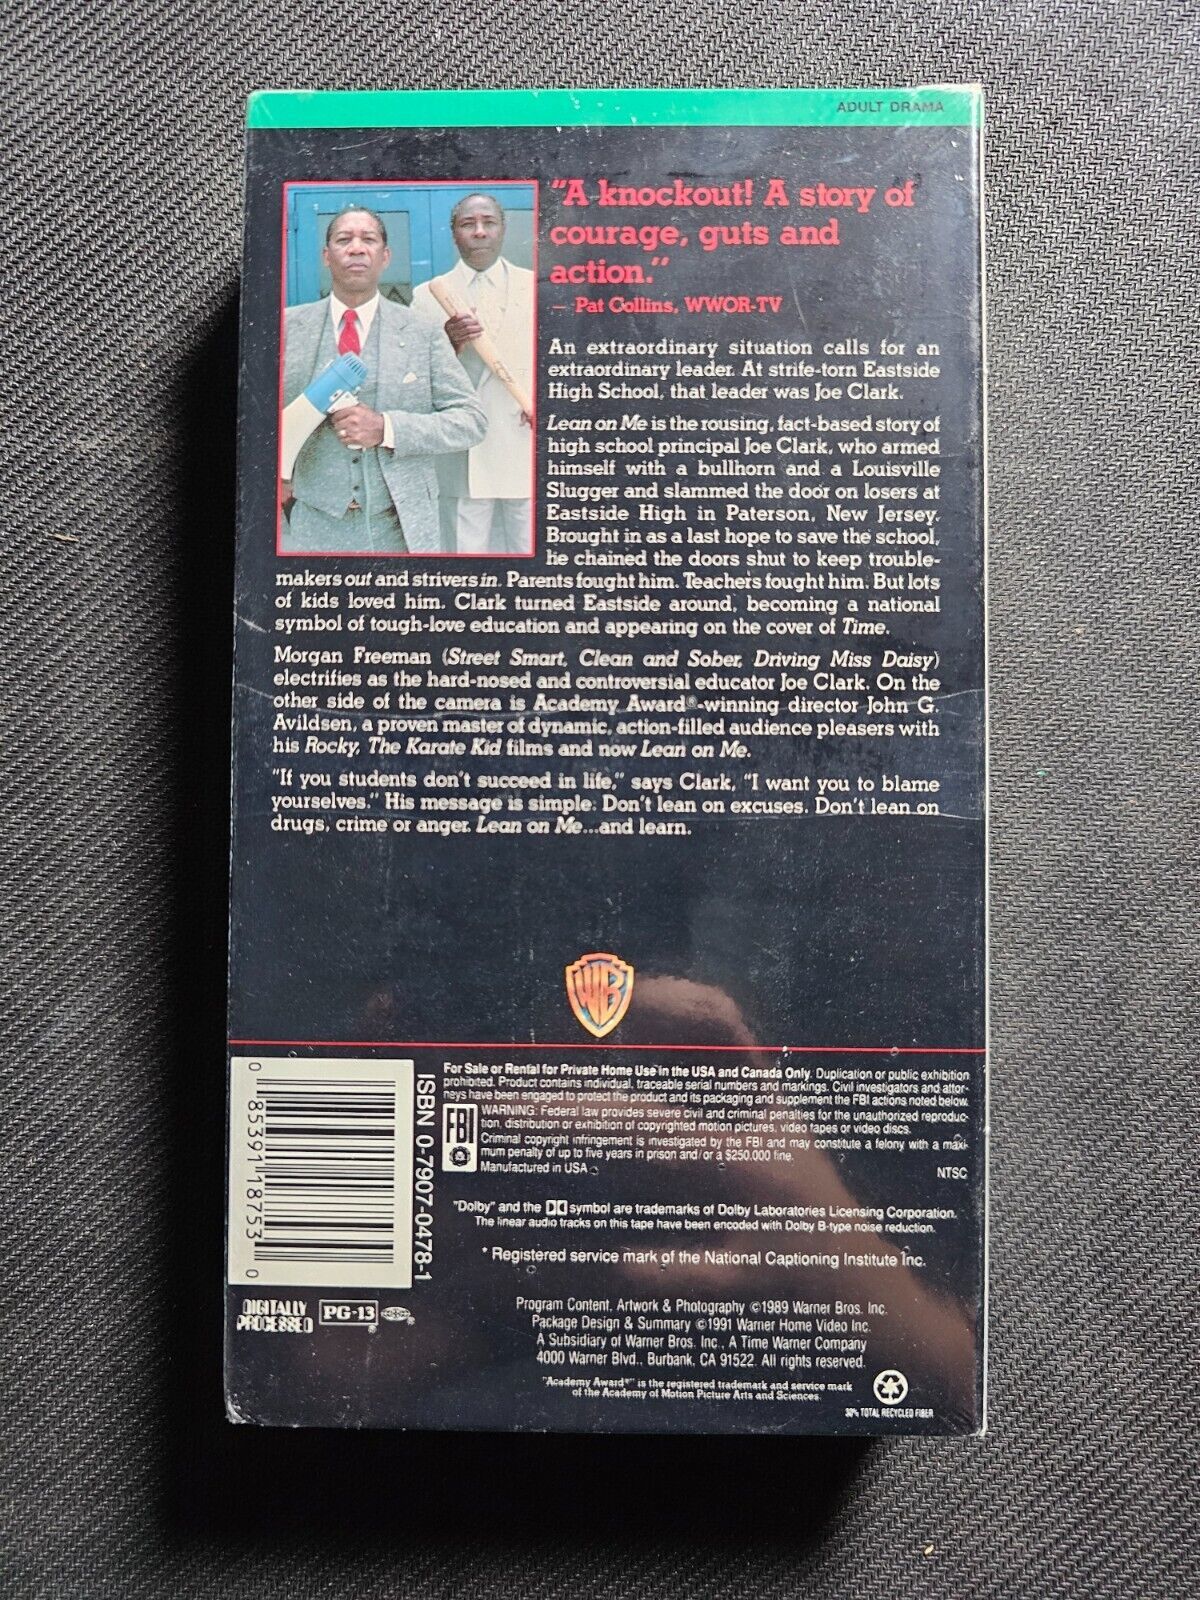 ADULT DRAMA
"A knockout! A story of
courage, guts and
action."
— Pat Collins, WWOR-TV
An extraordinary situation calls for an
extraordinary leader. At strife-torn Eastside
High School, that leader was Joe Clark.
Lean on Me is the rousing, fact-based story of
high school principal Joe Clark, who armed
himself with a bullhorn and a Louisville
Slugger and slammed the door on losers at
Eastside High in Paterson, New Jersey.
Brought in as a last hope to save the school,
he chained the doors shut to keep trouble-
makers out and strivers in. Parents fought him. Teachers fought him. But lots
of kids loved him. Clark turned Eastside around, becoming a national
symbol of tough-love education and appearing on the cover of Time.
Morgan Freeman (Street Smart, Clean and Sober, Driving Miss Daisy)
electrifies as the hard-nosed and controversial educator Joe Clark. On the
other side of the camera is Academy Award®-winning director John G.
Avildsen, a proven master of dynamic, action-filled audience pleasers with
his Rocky, The Karate Kid films and now Lean on Me.
"If you students don't succeed in life," says Clark, "I want you to blame
yourselves." His message is simple: Don't lean on excuses. Don't lean on
drugs, crime or anger. Lean on Me...and learn.
WB
For Sale or Rental for Private Home Use in the USA and Canada Only. Duplication or public exhibition
prohibited. Product contains individual, traceable serial numbers and markings. Civil investigators and attor-
neys have been engaged to protect the product and its packaging and supplement the FBI actions noted below.
FBI
WARNING: Federal law provides severe civil and criminal penalties for the unauthorized reproduc-
tion, distribution or exhibition of copyrighted motion pictures, video tapes or video discs.
Criminal copyright infringement is investigated by the FBI and may constitute a felony with a maxi-
mum penalty of up to five years in prison and/or a $250,000 fine.
Manufactured in USA
NTSC
0 85391 18753 0
ISBN 0-7907-0478-1
"Dolby" and the symbol are trademarks of Dolby Laboratories Licensing Corporation.
The linear audio tracks on this tape have been encoded with Dolby B-type noise reduction.
* Registered service mark of the National Captioning Institute Inc.
DIGITALLY
PROCESSED
PG-13 ®
®
Program Content, Artwork & Photography ©1989 Warner Bros. Inc.
Package Design & Summary ©1991 Warner Home Video Inc.
A Subsidiary of Warner Bros. Inc., A Time Warner Company
4000 Warner Blvd., Burbank, CA 91522. All rights reserved.
"Academy Award®" is the registered trademark and service mark
of the Academy of Motion Picture Arts and Sciences.
30% TOTAL RECYCLED FIBER